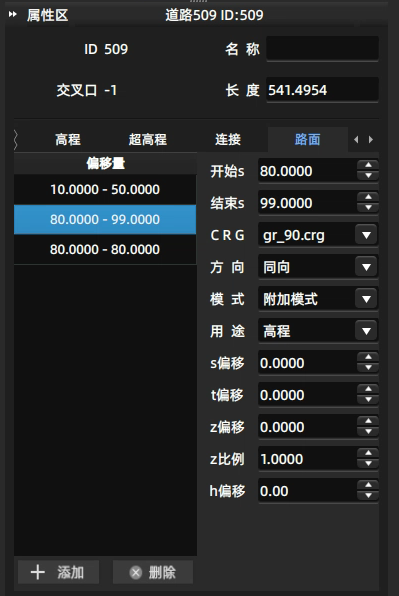 属性区 道路509 ID:509
ID 509 名 称
交叉口 -1 长 度 541.4954
高程 超高程 连接 路面
偏移量
10.0000 - 50.0000
80.0000 - 99.0000
80.0000 - 80.0000
开始s 80.0000
结束s 99.0000
C R G gr_90.crg
方 向 同向
模 式 附加模式
用 途 高程
s偏移 0.0000
t偏移 0.0000
z偏移 0.0000
z比例 1.0000
h偏移 0.00
添加 删除